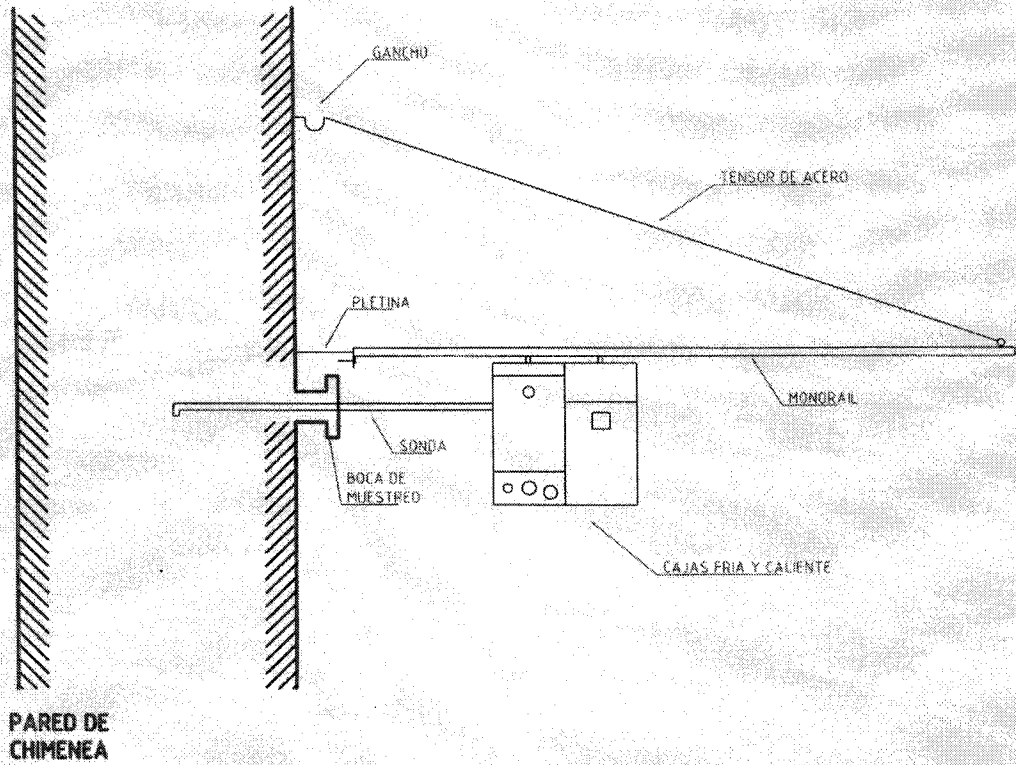 GANCHO
TENSOR DE ACERO
PLETINA
MONORAIL
SONDA
BOCA DE
MUESTREO
CAJAS FRIA Y CALIENTE
PARED DE
CHIMENEA